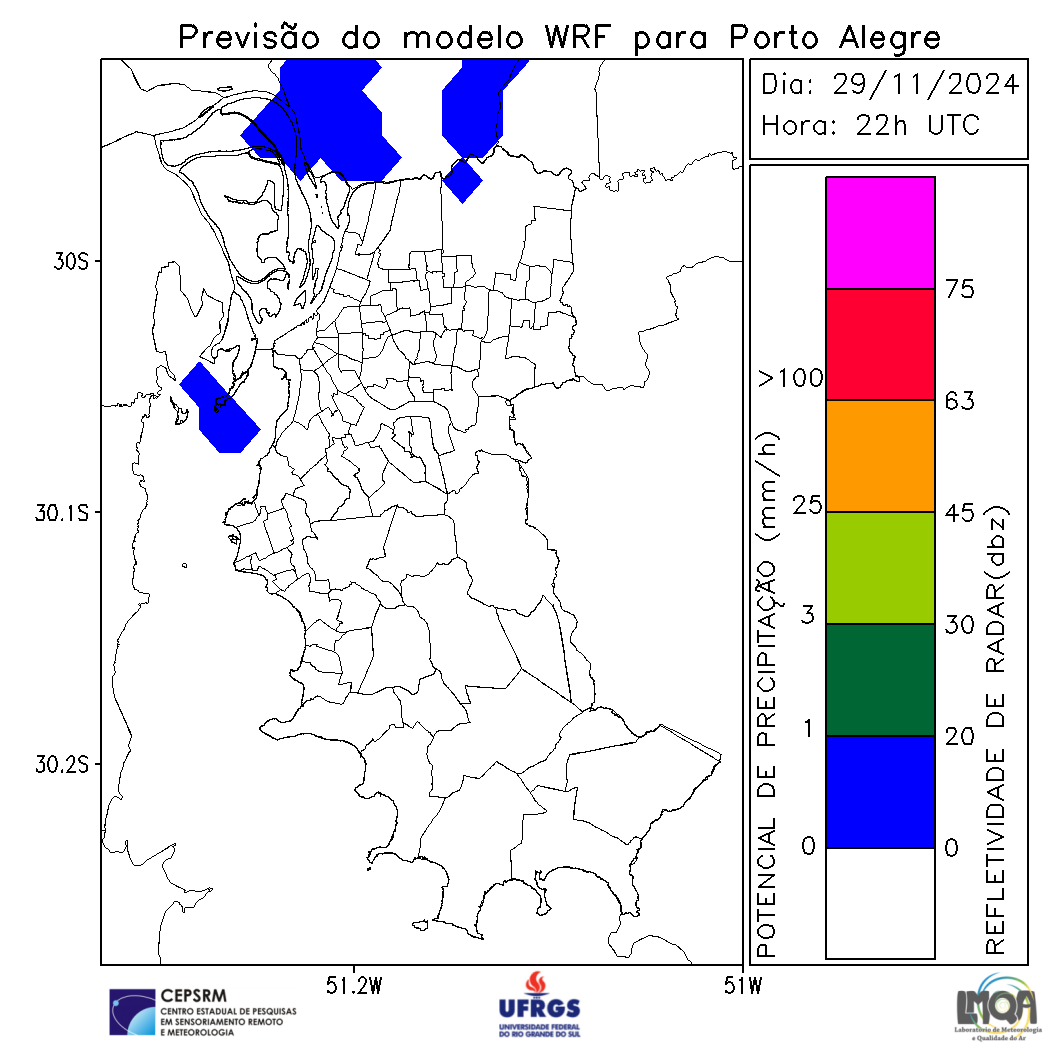 Previsão do modelo WRF para Porto Alegre
Dia: 29/11/2024
Hora: 22h UTC
30S
30.1S
30.2S
51.2W
51W
POTENCIAL DE PRECIPITAÇÃO (mm/h)
>100
25
3
1
0
75
63
45
30
20
0
REFLETIVIDADE DE RADAR(dbz)
CEPSRM
CENTRO ESTADUAL DE PESQUISAS
EM SENSORIAMENTO REMOTO
E METEOROLOGIA
UFRGS
UNIVERSIDADE FEDERAL
DO RIO GRANDE DO SUL
LMQA
Laboratório de Meteorologia
e Qualidade do Ar